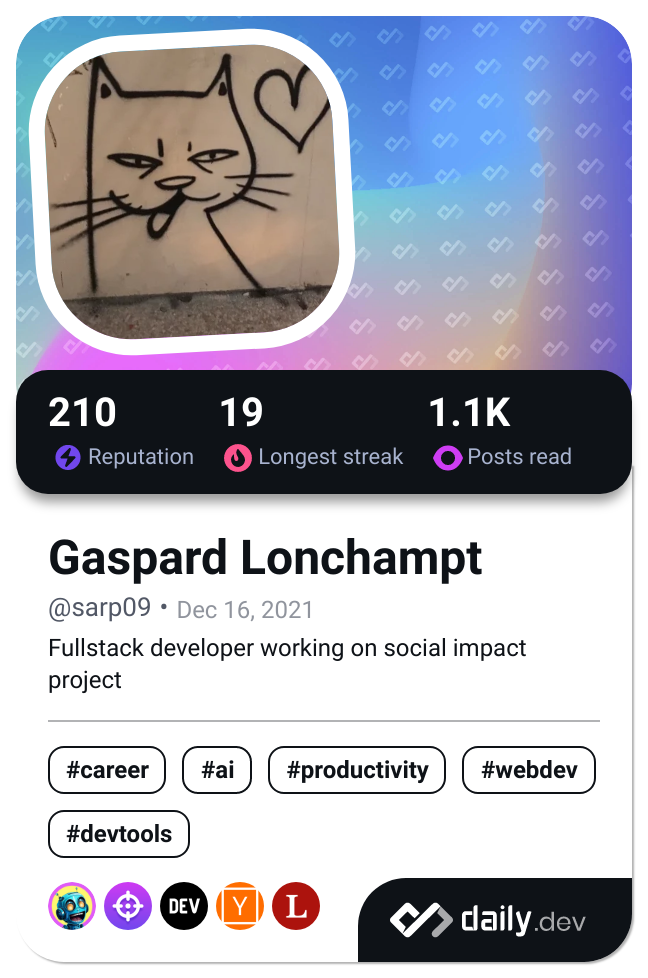 210 19 1.1K
Reputation Longest streak Posts read
Gaspard Lonchampt
@sarp09 • Dec 16, 2021
Fullstack developer working on social impact
project
#career #ai #productivity #webdev
#devtools
DEV Y L
daily.dev